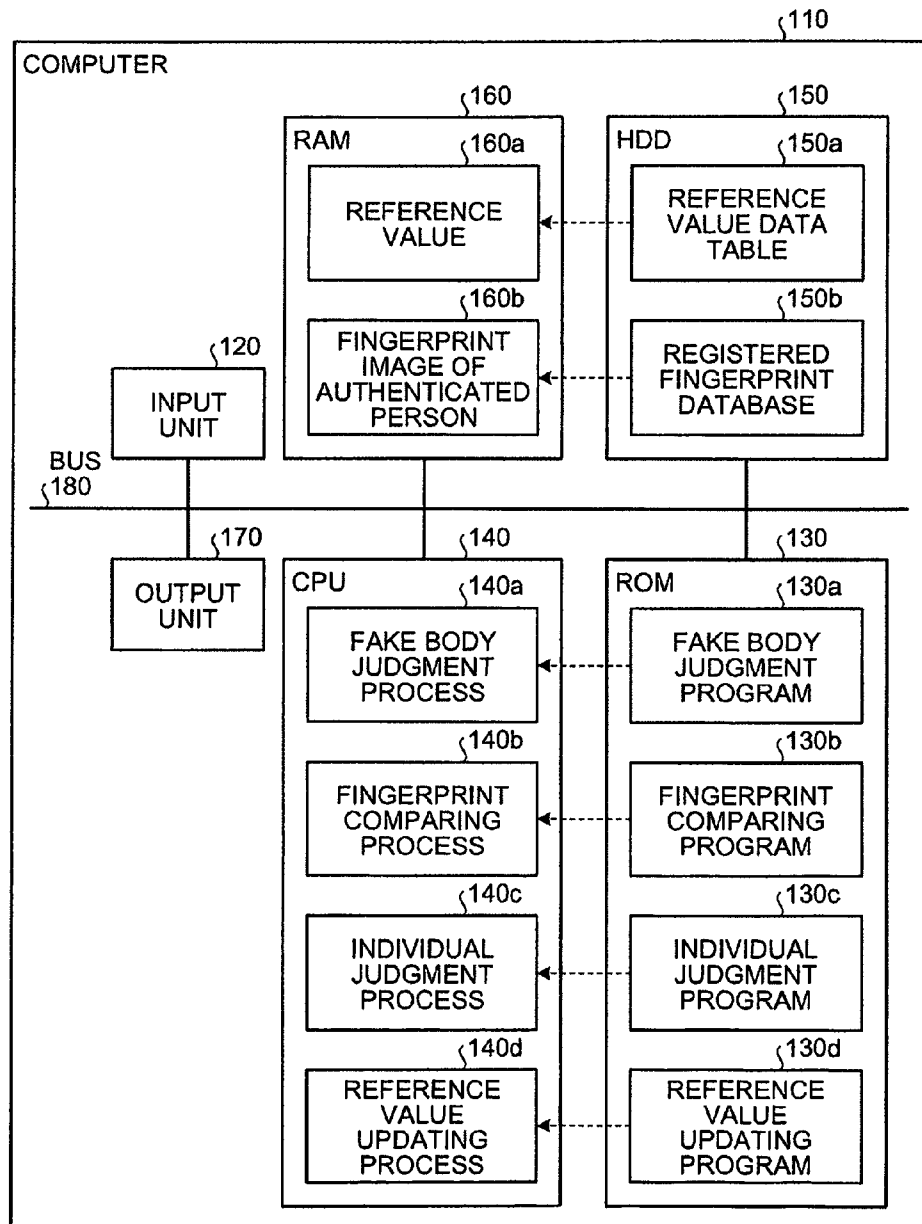 110
COMPUTER
160
RAM
160a
REFERENCE
VALUE
160b
FINGERPRINT
IMAGE OF
AUTHENTICATED
PERSON
150
HDD
150a
REFERENCE
VALUE DATA
TABLE
150b
REGISTERED
FINGERPRINT
DATABASE
120
INPUT
UNIT
BUS
180
170
OUTPUT
UNIT
140
CPU
140a
FAKE BODY
JUDGMENT
PROCESS
140b
FINGERPRINT
COMPARING
PROCESS
140c
INDIVIDUAL
JUDGMENT
PROCESS
140d
REFERENCE
VALUE
UPDATING
PROCESS
130
ROM
130a
FAKE BODY
JUDGMENT
PROGRAM
130b
FINGERPRINT
COMPARING
PROGRAM
130c
INDIVIDUAL
JUDGMENT
PROGRAM
130d
REFERENCE
VALUE
UPDATING
PROGRAM